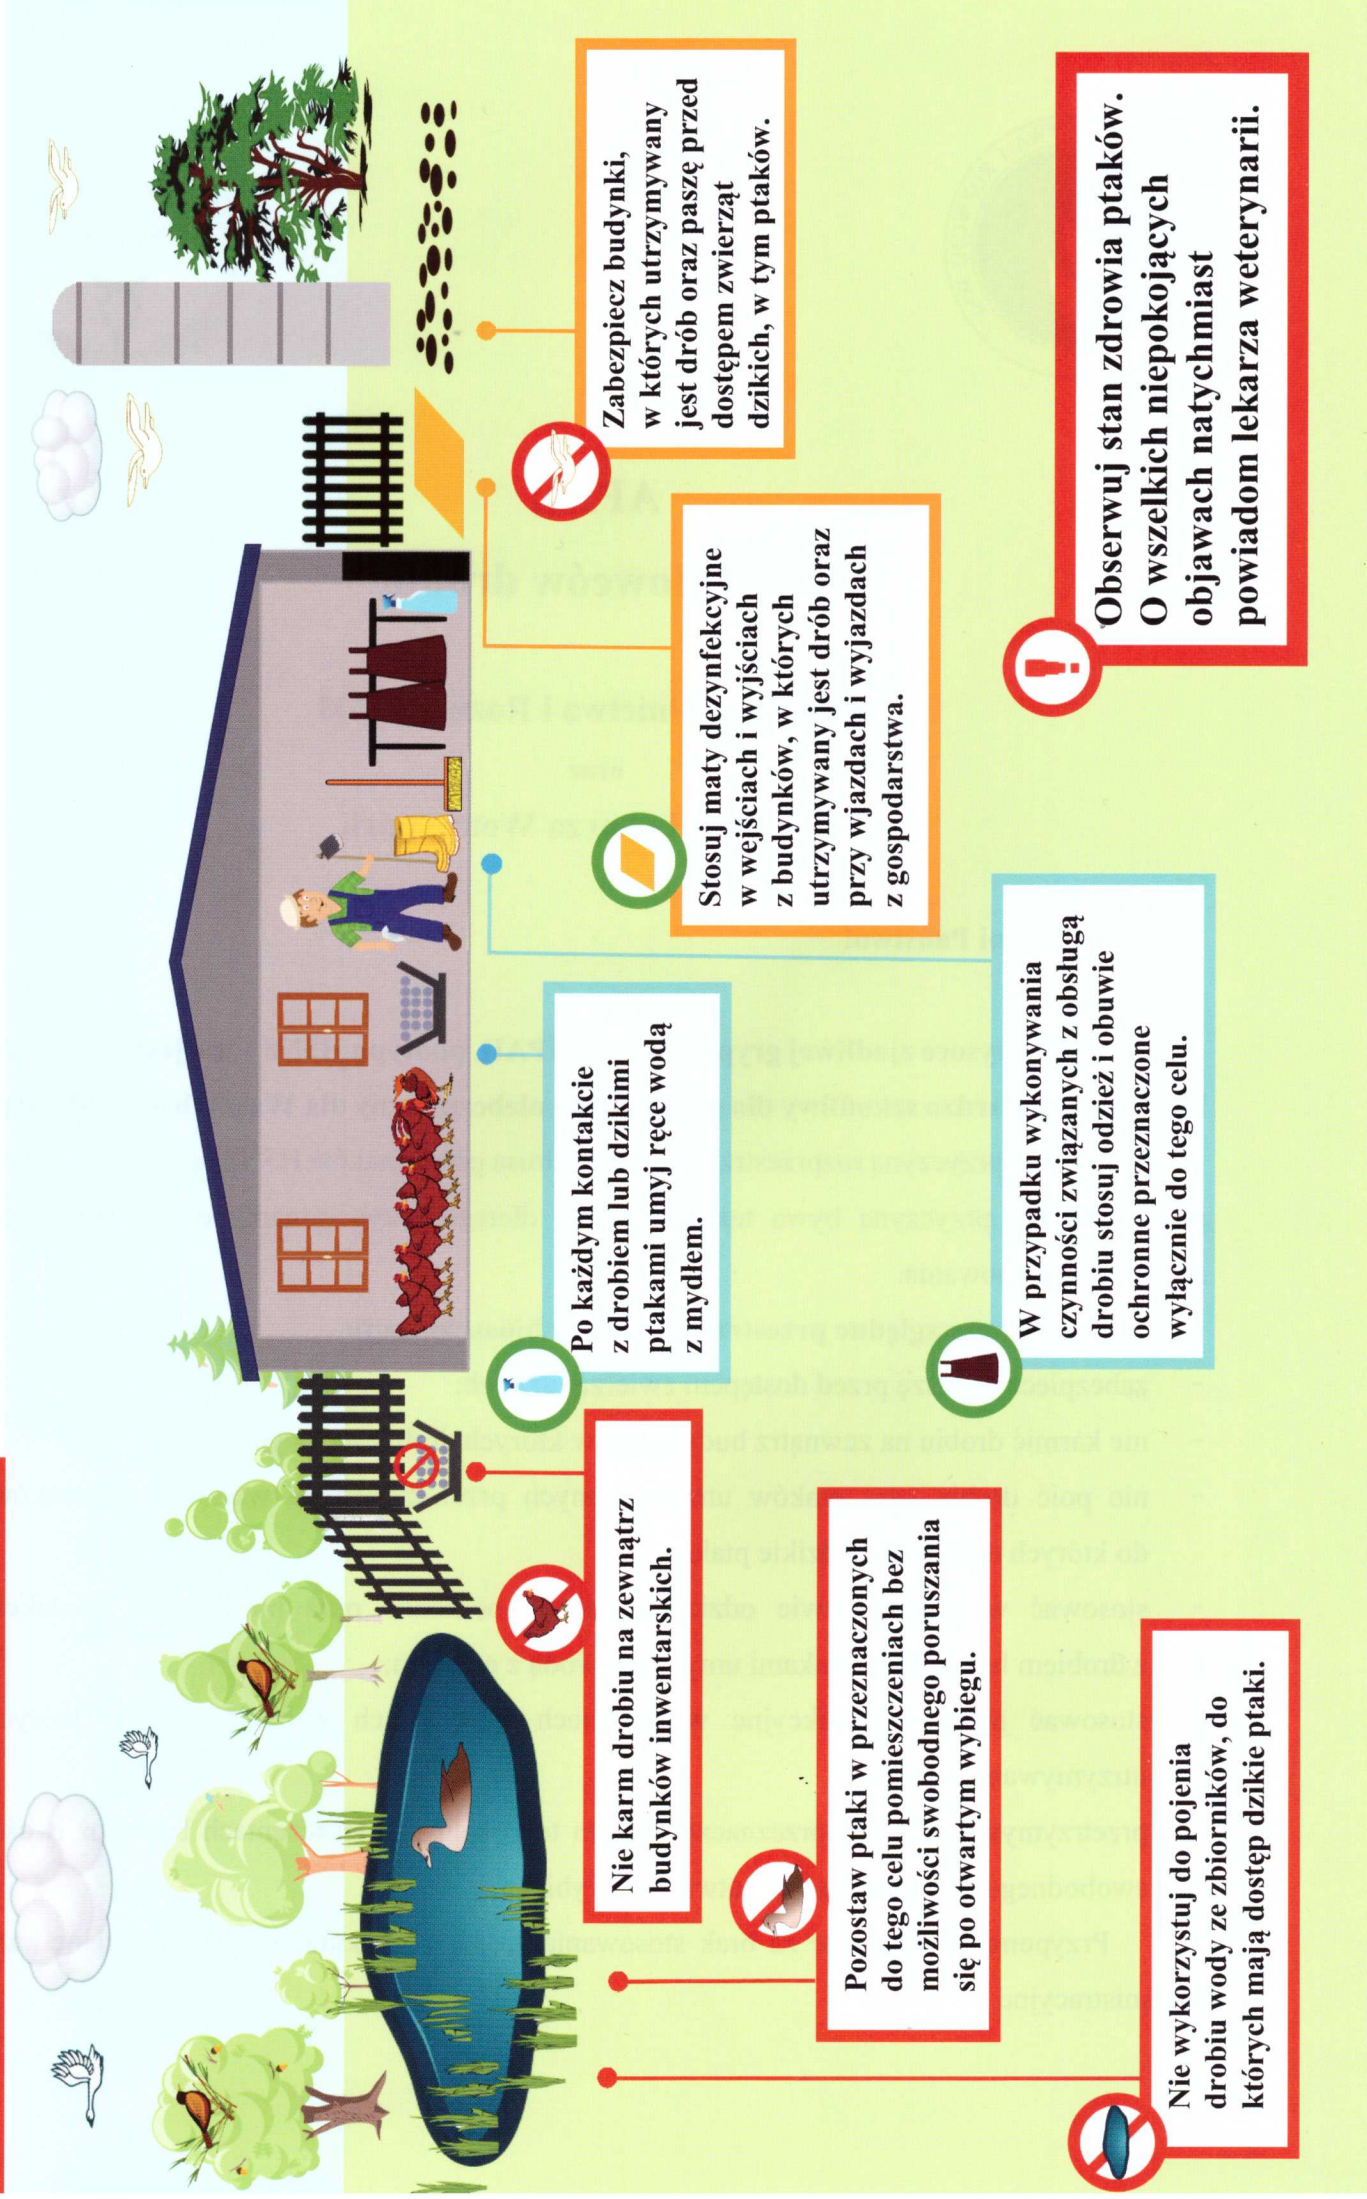 Nie wykorzystuj do pojenia
drobiu wody ze zbiorników, do
których mają dostęp dzikie ptaki.
Pozostaw ptaki w przeznaczonych
do tego celu pomieszczeniach bez
możliwości swobodnego poruszania
się po otwartym wybiegu.
Nie karm drobiu na zewnątrz
budynków inwentarskich.
Po każdym kontakcie
z drobiem lub dzikimi
ptakami umyj ręce wodą
z mydłem.
W przypadku wykonywania
czynności związanych z obsługą
drobiu stosuj odzież i obuwie
ochronne przeznaczone
wyłącznie do tego celu.
Stosuj maty dezynfekcyjne
w wejściach i wyjściach
z budynków, w których
utrzymywany jest drób oraz
przy wjazdach i wyjazdach
z gospodarstwa.
Zabezpiecz budynki,
w których utrzymywany
jest drób oraz paszę przed
dostępem zwierząt
dzikich, w tym ptaków.
Obserwuj stan zdrowia ptaków.
O wszelkich niepokojących
objawach natychmiast
powiadom lekarza weterynarii.